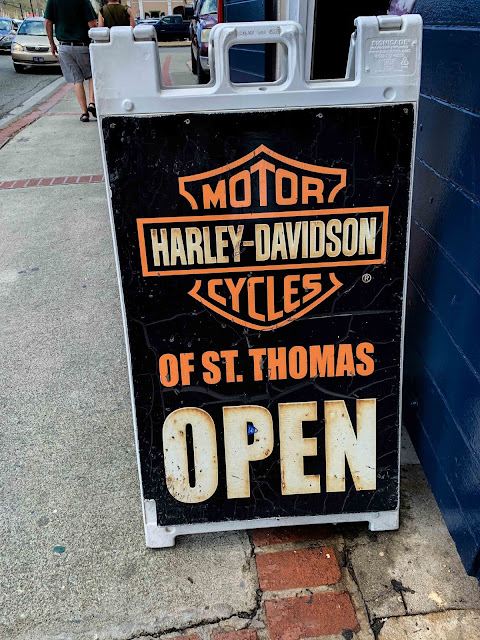 MOTOR
HARLEY-DAVIDSON
CYCLES
®
OF ST. THOMAS
OPEN